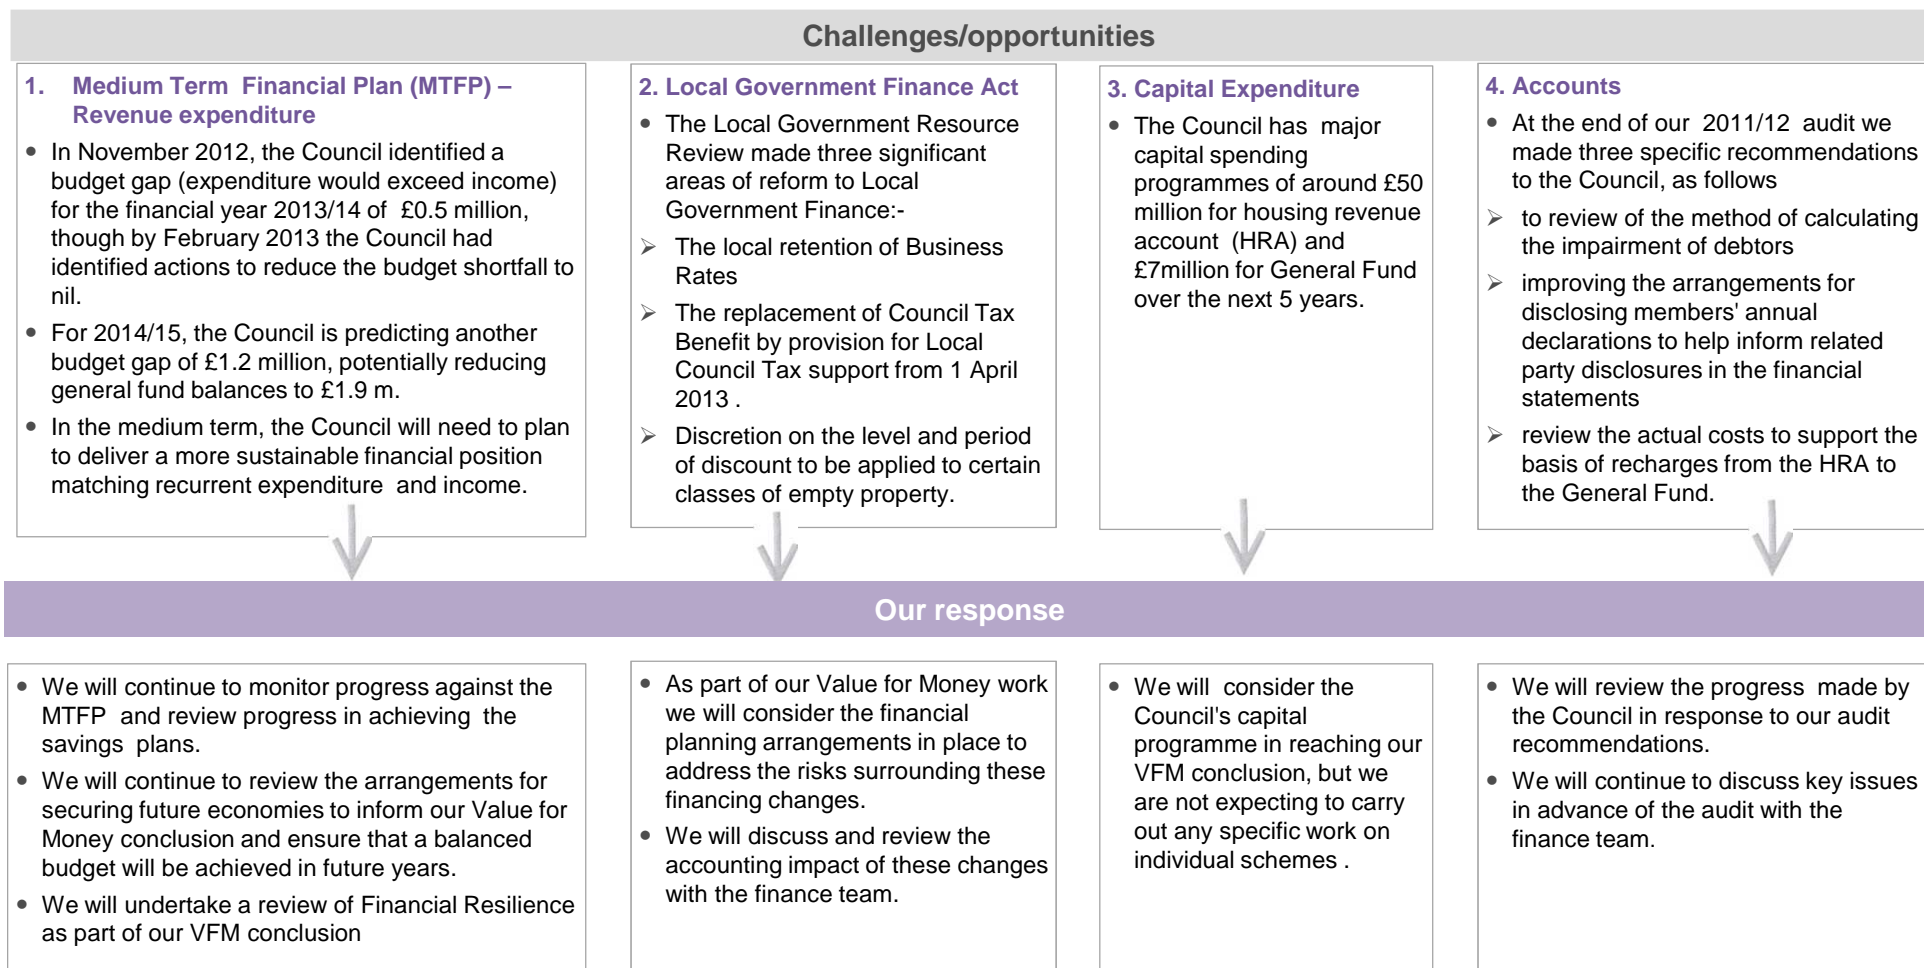 Challenges/opportunities
1. Medium Term Financial Plan (MTFP) –
Revenue expenditure
• In November 2012, the Council identified a
budget gap (expenditure would exceed income)
for the financial year 2013/14 of £0.5 million,
though by February 2013 the Council had
identified actions to reduce the budget shortfall to
nil.
• For 2014/15, the Council is predicting another
budget gap of £1.2 million, potentially reducing
general fund balances to £1.9 m.
• In the medium term, the Council will need to plan
to deliver a more sustainable financial position
matching recurrent expenditure and income.
2. Local Government Finance Act
• The Local Government Resource
Review made three significant
areas of reform to Local
Government Finance:-
➢ The local retention of Business
Rates
➢ The replacement of Council Tax
Benefit by provision for Local
Council Tax support from 1 April
2013 .
➢ Discretion on the level and period
of discount to be applied to certain
classes of empty property.
3. Capital Expenditure
• The Council has major
capital spending
programmes of around £50
million for housing revenue
account (HRA) and
£7million for General Fund
over the next 5 years.
4. Accounts
• At the end of our 2011/12 audit we
made three specific recommendations
to the Council, as follows
➢ to review of the method of calculating
the impairment of debtors
➢ improving the arrangements for
disclosing members' annual
declarations to help inform related
party disclosures in the financial
statements
➢ review the actual costs to support the
basis of recharges from the HRA to
the General Fund.
Our response
• We will continue to monitor progress against the
MTFP and review progress in achieving the
savings plans.
• We will continue to review the arrangements for
securing future economies to inform our Value for
Money conclusion and ensure that a balanced
budget will be achieved in future years.
• We will undertake a review of Financial Resilience
as part of our VFM conclusion
• As part of our Value for Money work
we will consider the financial
planning arrangements in place to
address the risks surrounding these
financing changes.
• We will discuss and review the
accounting impact of these changes
with the finance team.
• We will consider the
Council's capital
programme in reaching our
VFM conclusion, but we
are not expecting to carry
out any specific work on
individual schemes .
• We will review the progress made by
the Council in response to our audit
recommendations.
• We will continue to discuss key issues
in advance of the audit with the
finance team.